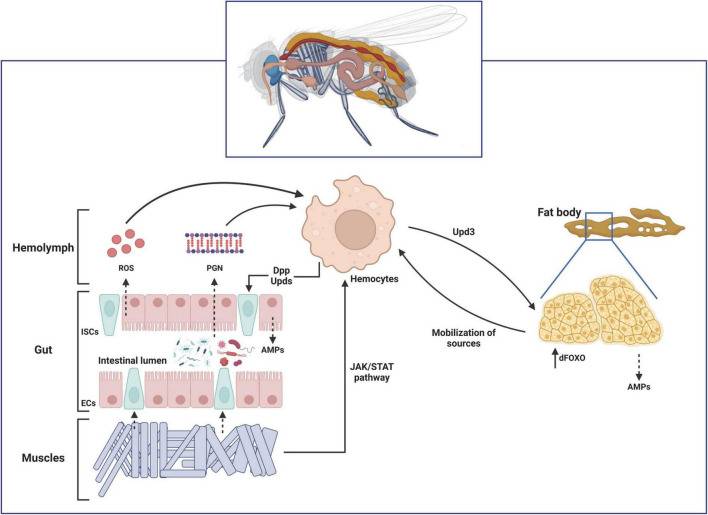 Hemolymph
ROS
PGN
Dpp
Upds
Hemocytes
Upd3
Fat body
ISCs
Gut
AMPs
Intestinal lumen
ECs
JAK/STAT
pathway
Mobilization of
sources
dFOXO
AMPs
Muscles